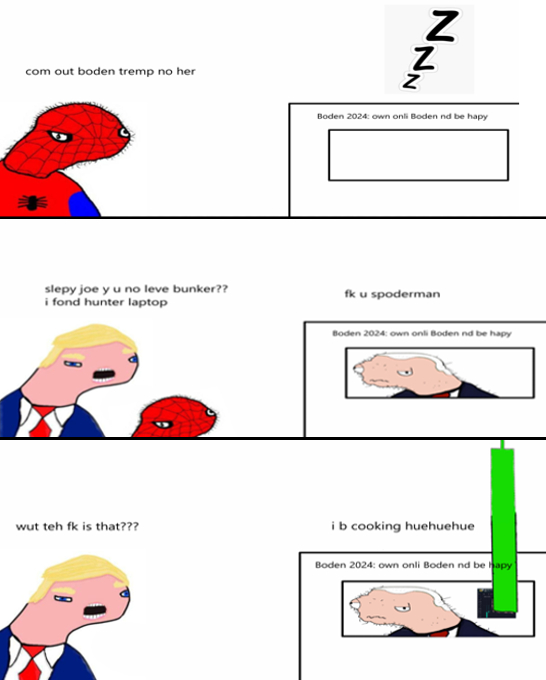 Z
Z
Z
com out boden tremp no her
Boden 2024: own onli Boden nd be hapy
slepy joe y u no leve bunker??
i fond hunter laptop
fk u spoderman
Boden 2024: own onli Boden nd be hapy
wut teh fk is that???
i b cooking huehuehue
Boden 2024: own onli Boden nd be hapy